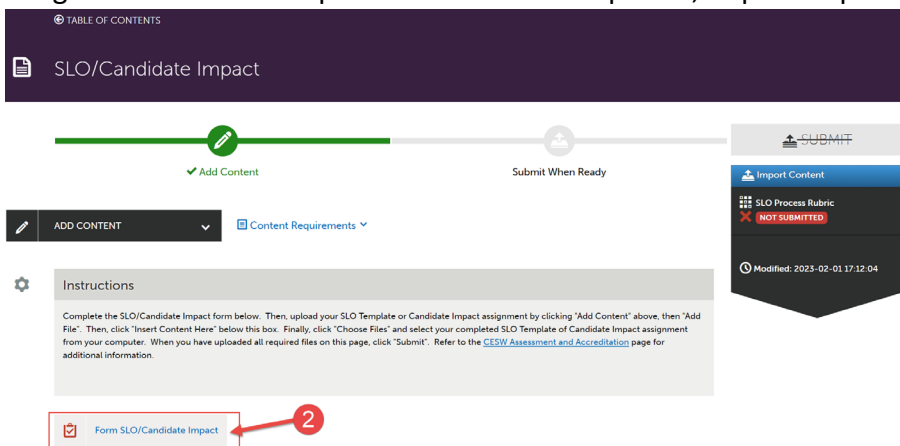 TABLE OF CONTENTS
SLO/Candidate Impact
Add Content
Submit When Ready
SUBMIT
Import Content
SLO Process Rubric
NOT SUBMITTED
Modified: 2023-02-01 17:12:04
ADD CONTENT
Content Requirements
Instructions
Complete the SLO/Candidate Impact form below. Then, upload your SLO Template or Candidate Impact assignment by clicking "Add Content" above, then "Add
File". Then, click "Insert Content Here" below this box. Finally, click "Choose Files" and select your completed SLO Template of Candidate Impact assignment
from your computer. When you have uploaded all required files on this page, click "Submit". Refer to the CESW Assessment and Accreditation page for
additional information.
Form SLO/Candidate Impact
2